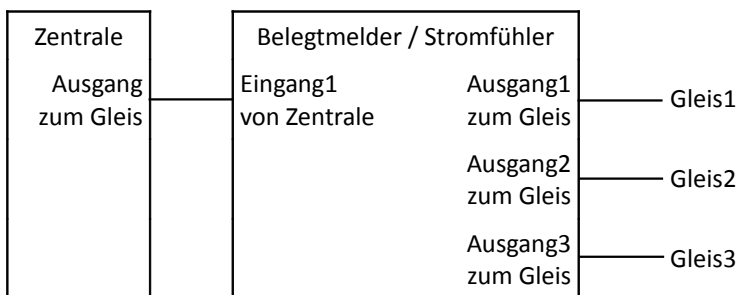 Zentrale
Belegtmelder / Stromfühler
Ausgang
zum Gleis
Eingang1
von Zentrale
Ausgang1
zum Gleis
Gleis1
Ausgang2
zum Gleis
Gleis2
Ausgang3
zum Gleis
Gleis3